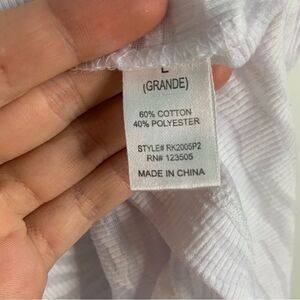 L
(GRANDE)
60% COTTON
40% POLYESTER
STYLE# RK2005P2
RN# 123505
MADE IN CHINA